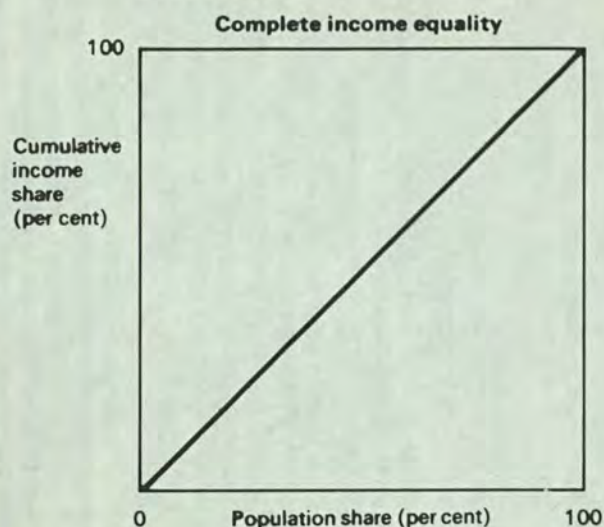 Complete income equality
100
Cumulative
income
share
(per cent)
0 Population share (per cent) 100